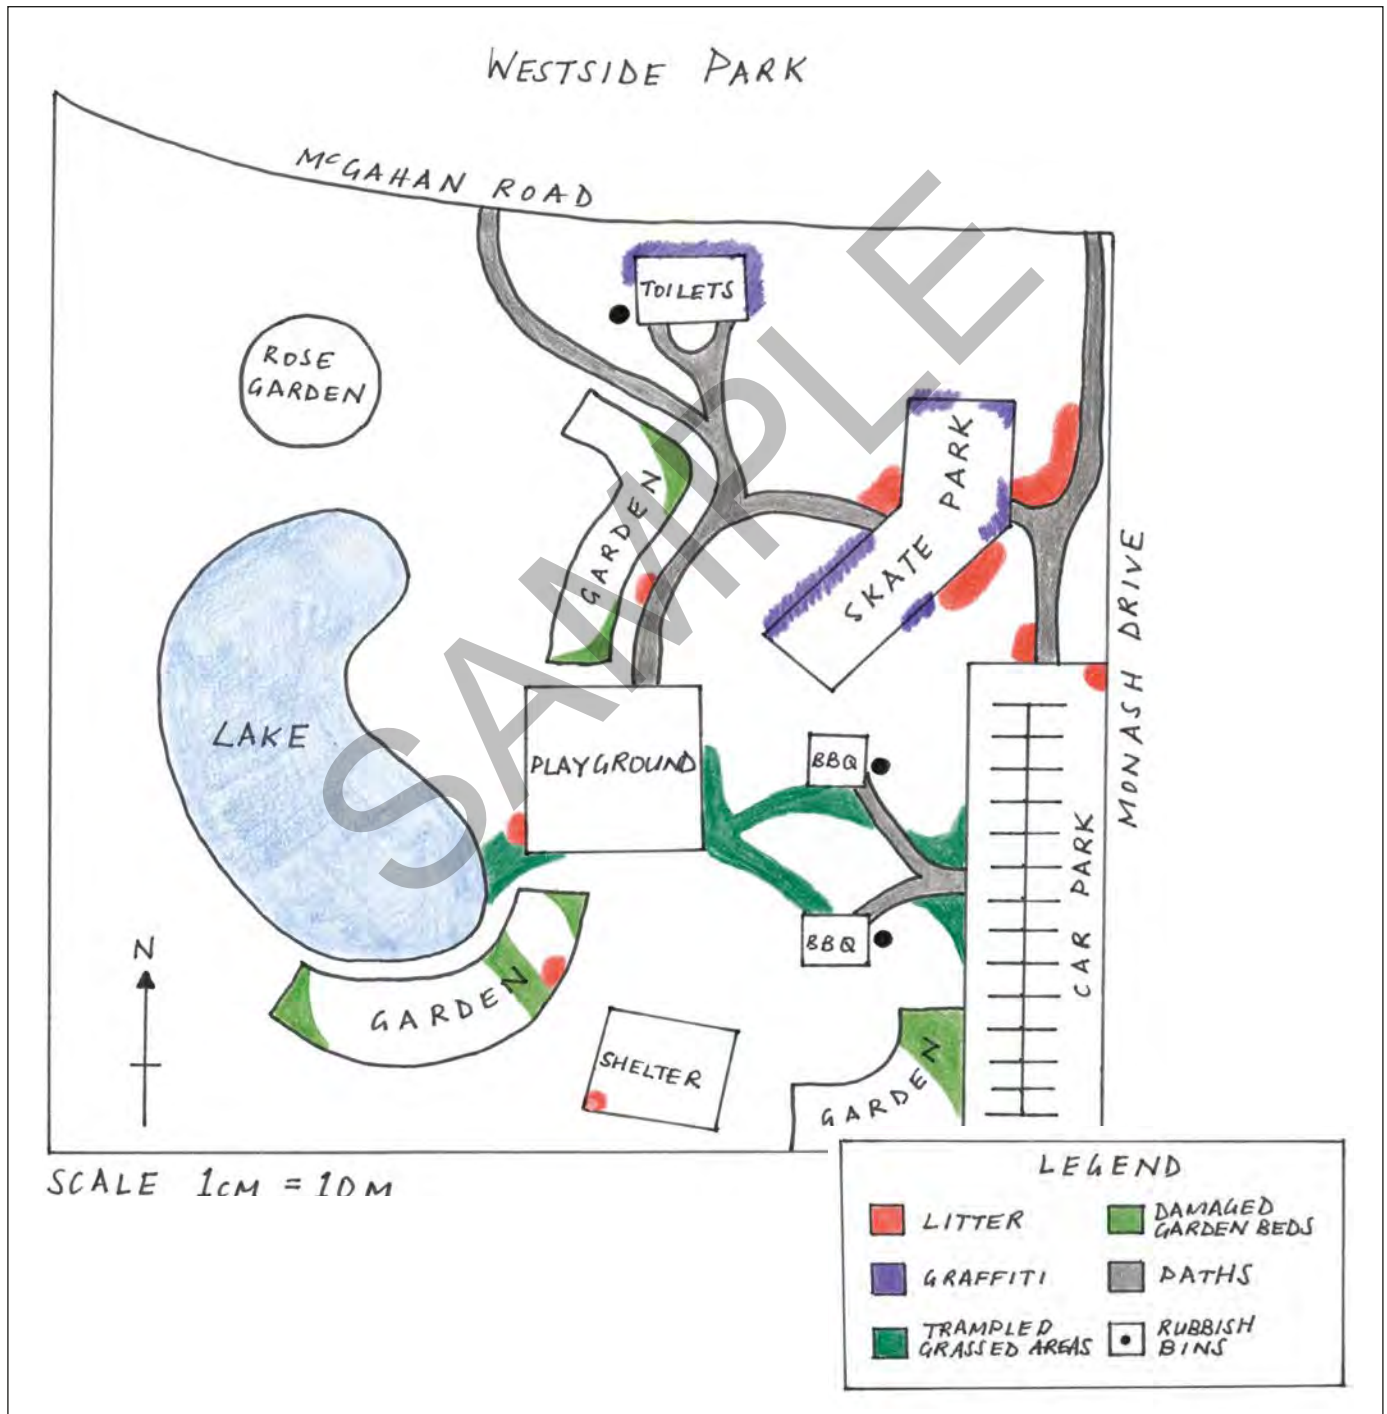 WESTSIDE PARK
McGAHAN ROAD
TOILETS
ROSE
GARDEN
SKATE PARK
GARDEN
MONASH DRIVE
LAKE
PLAYGROUND
BBQ
CAR PARK
BBQ
N
GARDEN
SHELTER
GARDEN
SAMPLE
SCALE 1CM = 10M
LEGEND
LITTER
DAMAGED
GARDEN BEDS
GRAFFITI
PATHS
TRAMPLED
GRASSED AREAS
RUBBISH
BINS